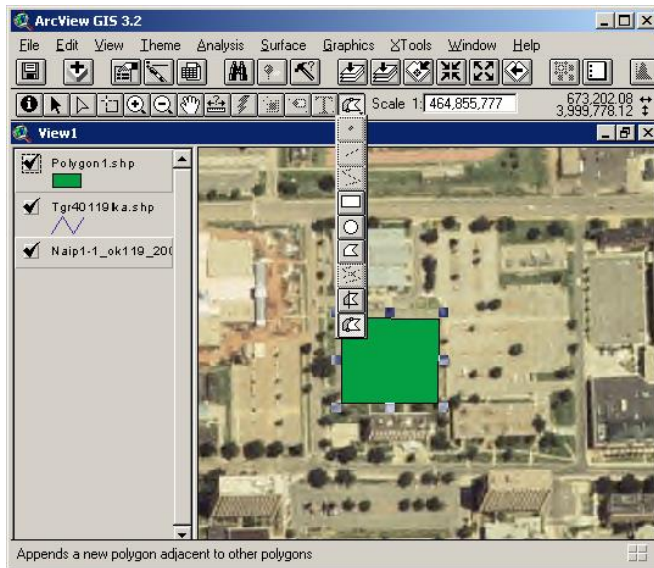 ArcView GIS 3.2
File Edit View Theme Analysis Surface Graphics XTools Window Help
Scale 1: 464,855,777
673,202.08
3,999,778.12
View1
Polygon1.shp
Tgr40119lka.shp
Naip1-1_ok119_200
Appends a new polygon adjacent to other polygons